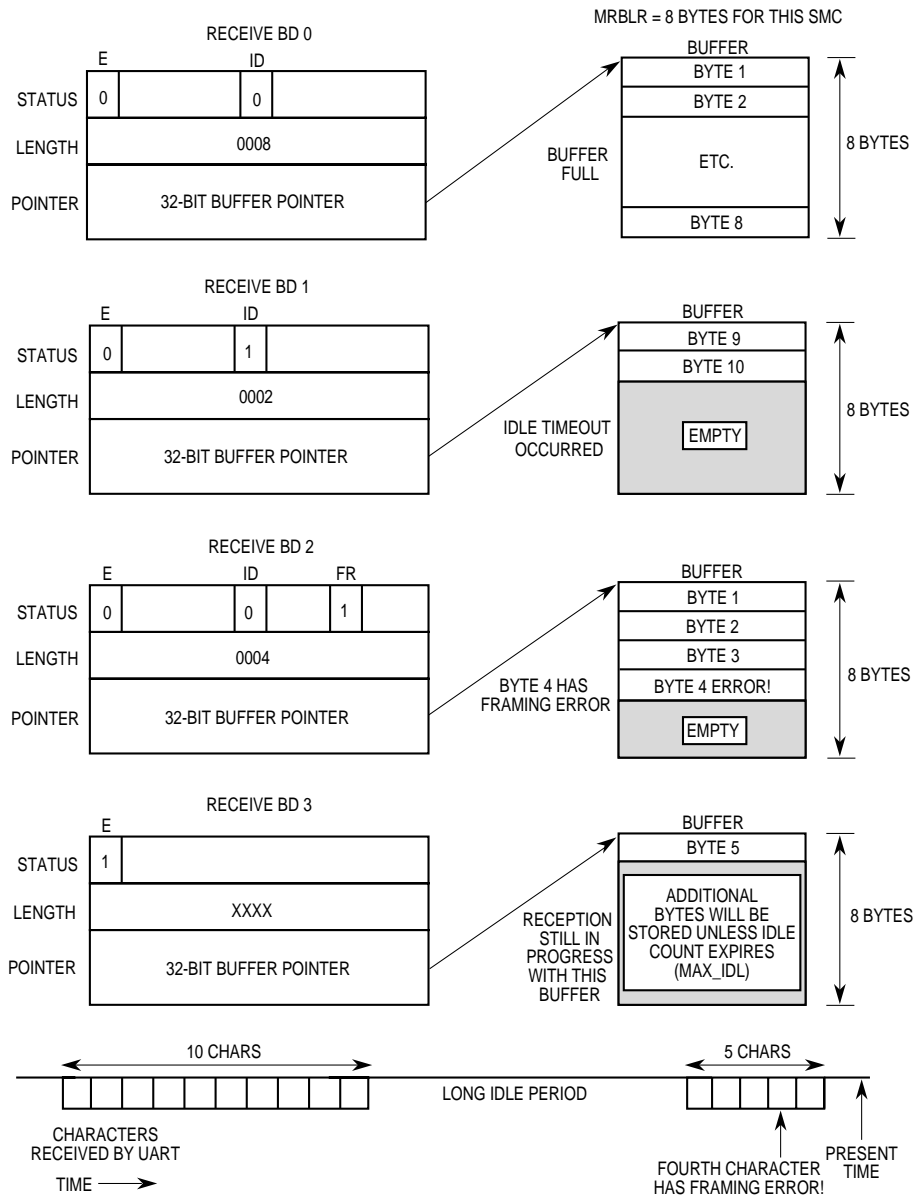 MRBLR = 8 BYTES FOR THIS SMC
RECEIVE BD 0
E ID
STATUS 0 0
LENGTH 0008
POINTER 32-BIT BUFFER POINTER
BUFFER
BYTE 1
BYTE 2
ETC.
BYTE 8
BUFFER
FULL
8 BYTES
RECEIVE BD 1
E ID
STATUS 0 1
LENGTH 0002
POINTER 32-BIT BUFFER POINTER
BUFFER
BYTE 9
BYTE 10
EMPTY
IDLE TIMEOUT
OCCURRED
8 BYTES
RECEIVE BD 2
E ID FR
STATUS 0 0 1
LENGTH 0004
POINTER 32-BIT BUFFER POINTER
BUFFER
BYTE 1
BYTE 2
BYTE 3
BYTE 4 ERROR!
EMPTY
BYTE 4 HAS
FRAMING ERROR
8 BYTES
RECEIVE BD 3
E
STATUS 1
LENGTH XXXX
POINTER 32-BIT BUFFER POINTER
BUFFER
BYTE 5
ADDITIONAL
BYTES WILL BE
STORED UNLESS IDLE
COUNT EXPIRES
(MAX_IDL)
RECEPTION
STILL IN
PROGRESS
WITH THIS
BUFFER
8 BYTES
10 CHARS
5 CHARS
LONG IDLE PERIOD
CHARACTERS
RECEIVED BY UART
TIME
FOURTH CHARACTER
HAS FRAMING ERROR!
PRESENT
TIME